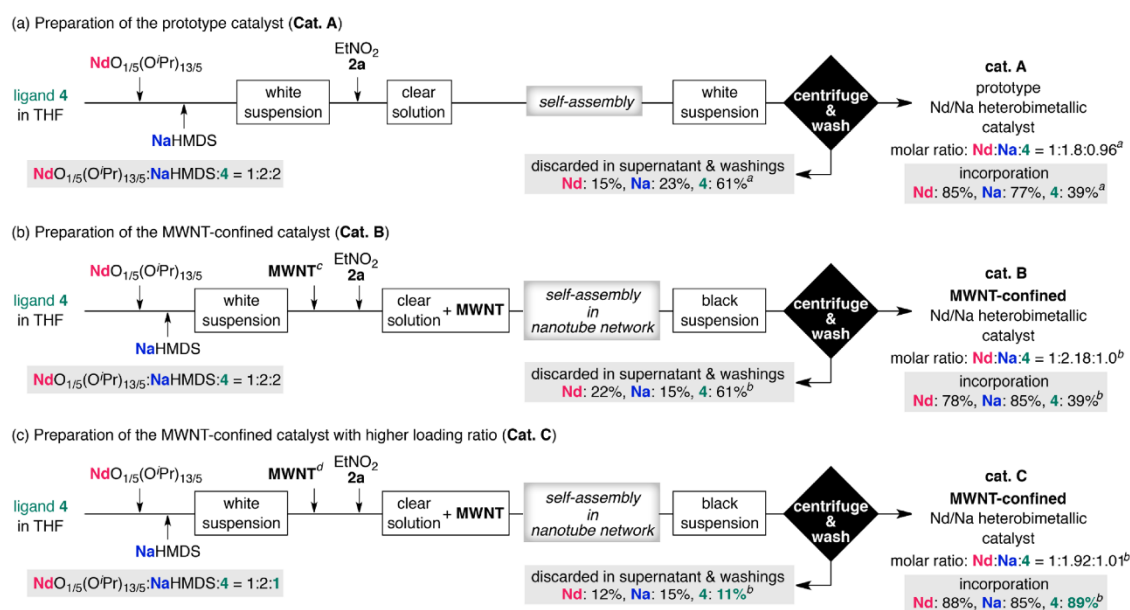 (a) Preparation of the prototype catalyst (Cat. A)
NdO1/5(OiPr)13/5
EtNO2
2a
ligand 4
in THF
white
suspension
clear
solution
self-assembly
white
suspension
centrifuge
&
wash
cat. A
prototype
Nd/Na heterobimetallic
catalyst
NaHMDS
molar ratio: Nd:Na:4 = 1:1.8:0.96a
NdO1/5(OiPr)13/5:NaHMDS:4 = 1:2:2
discarded in supernatant & washings
Nd: 15%, Na: 23%, 4: 61%a
incorporation
Nd: 85%, Na: 77%, 4: 39%a
(b) Preparation of the MWNT-confined catalyst (Cat. B)
NdO1/5(OiPr)13/5
MWNTc
EtNO2
2a
ligand 4
in THF
white
suspension
clear
solution
+ MWNT
self-assembly
in
nanotube network
black
suspension
centrifuge
&
wash
cat. B
MWNT-confined
Nd/Na heterobimetallic
catalyst
NaHMDS
molar ratio: Nd:Na:4 = 1:2.18:1.0b
NdO1/5(OiPr)13/5:NaHMDS:4 = 1:2:2
discarded in supernatant & washings
Nd: 22%, Na: 15%, 4: 61%b
incorporation
Nd: 78%, Na: 85%, 4: 39%b
(c) Preparation of the MWNT-confined catalyst with higher loading ratio (Cat. C)
NdO1/5(OiPr)13/5
MWNTd
EtNO2
2a
ligand 4
in THF
white
suspension
clear
solution
+ MWNT
self-assembly
in
nanotube network
black
suspension
centrifuge
&
wash
cat. C
MWNT-confined
Nd/Na heterobimetallic
catalyst
NaHMDS
molar ratio: Nd:Na:4 = 1:1.92:1.01b
NdO1/5(OiPr)13/5:NaHMDS:4 = 1:2:1
discarded in supernatant & washings
Nd: 12%, Na: 15%, 4: 11%b
incorporation
Nd: 88%, Na: 85%, 4: 89%b